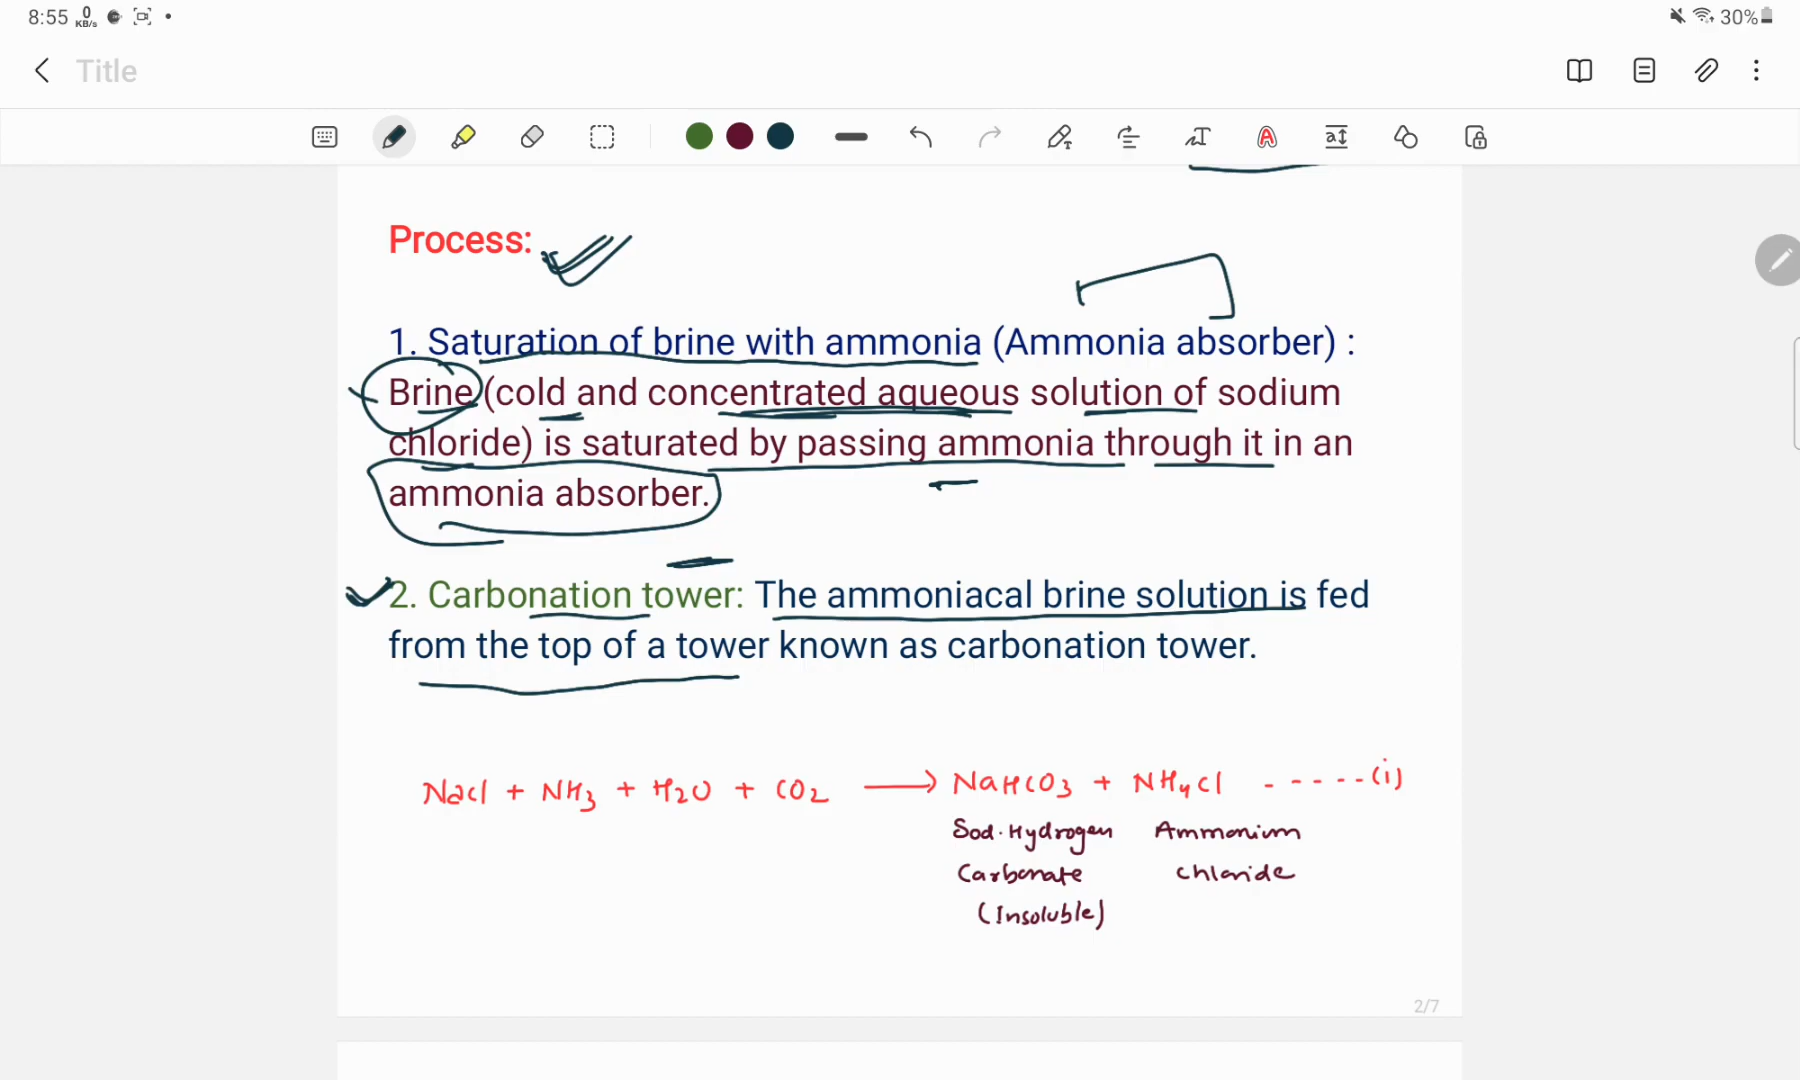 8:55 0 KB/s 30%
Title
Process:
1. Saturation of brine with ammonia (Ammonia absorber) :
Brine (cold and concentrated aqueous solution of sodium
chloride) is saturated by passing ammonia through it in an
ammonia absorber.
2. Carbonation tower: The ammoniacal brine solution is fed
from the top of a tower known as carbonation tower.
NaCl + NH3 + H2O + CO2 ⟶ NaHCO3 + NH4Cl - - - - - (i)
Sod. Hydrogen Ammonium
Carbonate Chloride
(Insoluble)
2/7